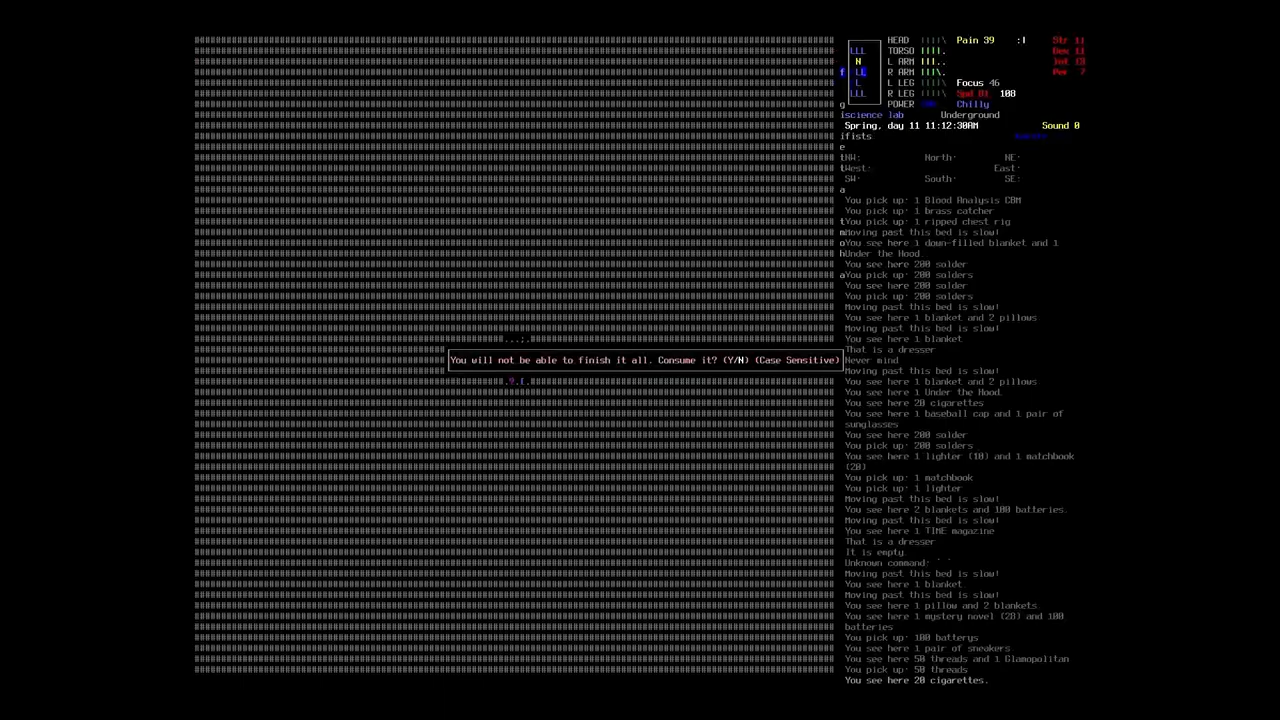 HEAD ||||\ Pain 39 :I Str 11
TORSO ||||.
L ARM |||..
R ARM |||\. Per 7
L LEG ||||\ Focus 46
R LEG ||||\ Spd 81 108
POWER Chilly
science lab Underground
Spring, day 11 11:12:30AM Sound 0
fists
NW: North: NE:
West: East:
SW: South: SE:
You pick up: 1 Blood Analysis CBM
You pick up: 1 brass catcher
You pick up: 1 ripped chest rig
Moving past this bed is slow!
You see here 1 down-filled blanket and 1
Under the Hood.
You see here 200 solder
You pick up: 200 solders
You see here 200 solder
You pick up: 200 solders
Moving past this bed is slow!
You see here 1 blanket and 2 pillows
Moving past this bed is slow!
You see here 1 blanket
That is a dresser
You will not be able to finish it all. Consume it? (Y/N) (Case Sensitive)
Never mind
Moving past this bed is slow!
You see here 1 blanket and 2 pillows
You see here 1 Under the Hood.
You see here 20 cigarettes
You see here 1 baseball cap and 1 pair of
sunglasses
You see here 200 solder
You pick up: 200 solders
You see here 1 lighter (10) and 1 matchbook
(20)
You pick up: 1 matchbook
You pick up: 1 lighter
Moving past this bed is slow!
You see here 2 blankets and 100 batteries.
Moving past this bed is slow!
You see here 1 TIME magazine
That is a dresser
It is empty.
Unknown command:
Moving past this bed is slow!
You see here 1 blanket
Moving past this bed is slow!
You see here 1 pillow and 2 blankets
You see here 1 mystery novel (28) and 100
batteries
You pick up: 100 batterys
You see here 1 pair of sneakers
You see here 50 threads and 1 Glamopolitan
You pick up: 50 threads
You see here 20 cigarettes.